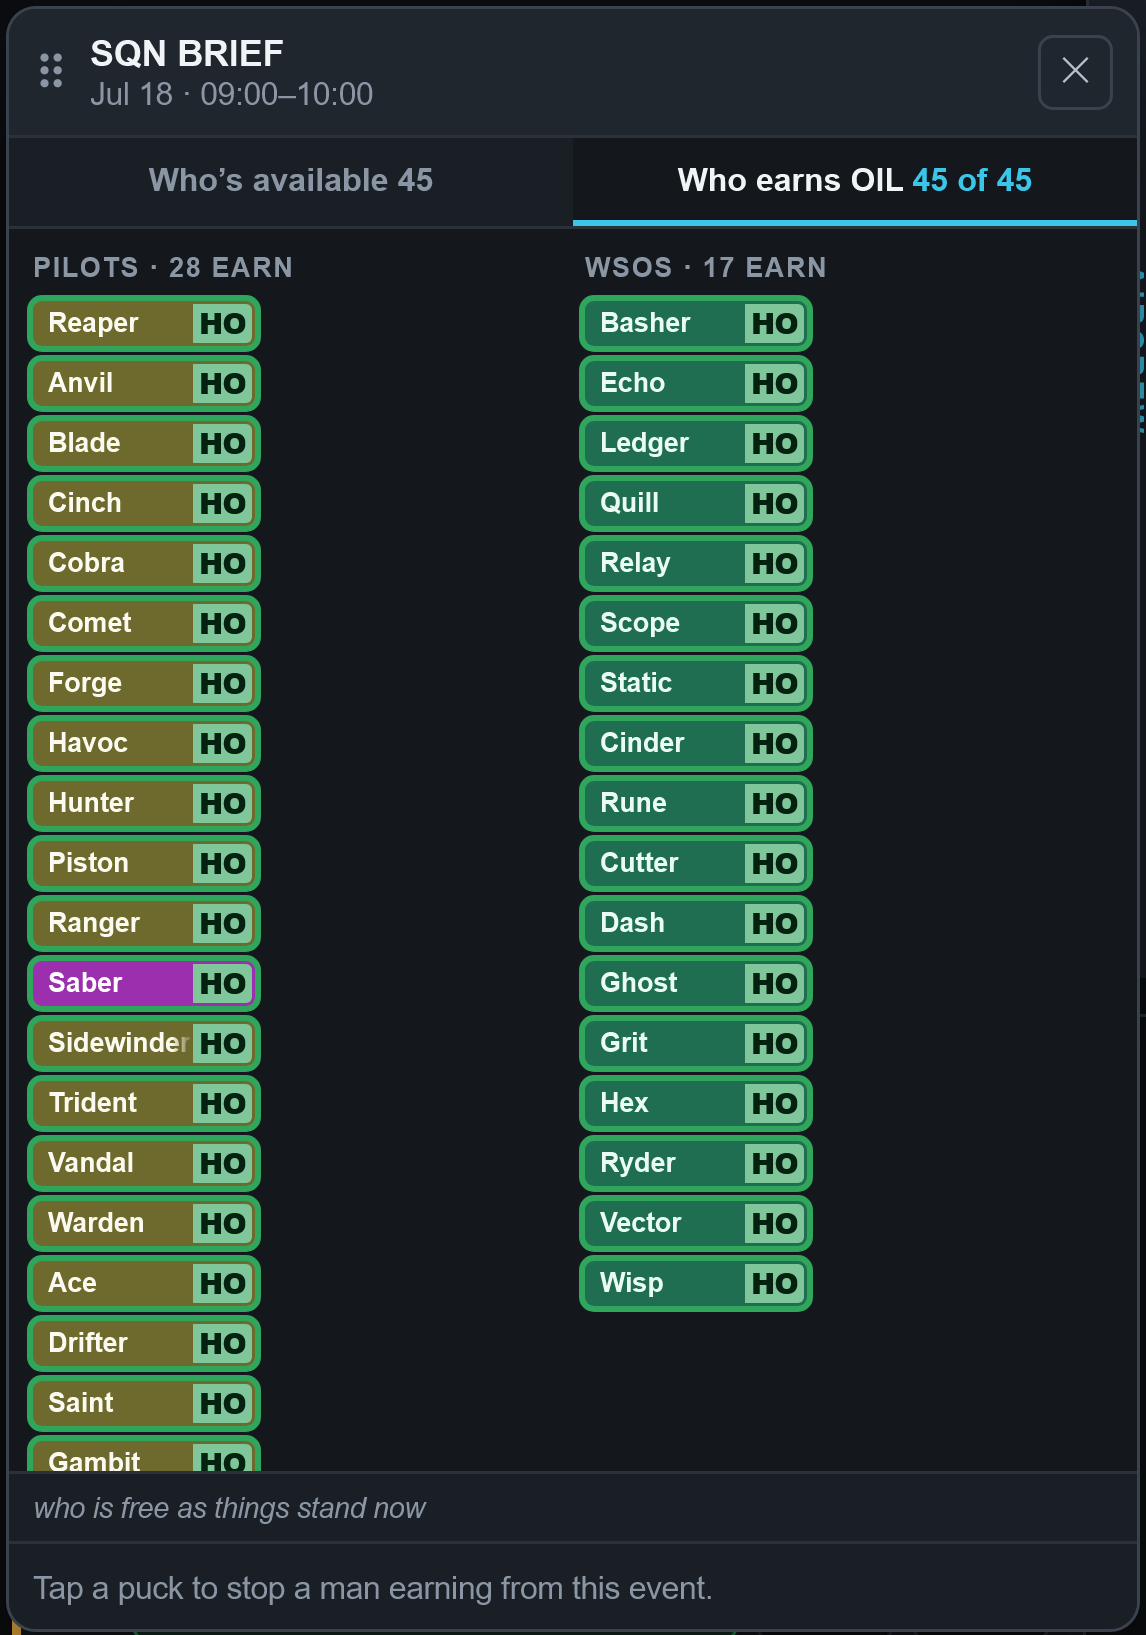 SQN BRIEF
Jul 18 · 09:00–10:00
Who’s available 45
Who earns OIL 45 of 45
PILOTS · 28 EARN
Reaper HO
Anvil HO
Blade HO
Cinch HO
Cobra HO
Comet HO
Forge HO
Havoc HO
Hunter HO
Piston HO
Ranger HO
Saber HO
Sidewinder HO
Trident HO
Vandal HO
Warden HO
Ace HO
Drifter HO
Saint HO
Gambit HO
WSOS · 17 EARN
Basher HO
Echo HO
Ledger HO
Quill HO
Relay HO
Scope HO
Static HO
Cinder HO
Rune HO
Cutter HO
Dash HO
Ghost HO
Grit HO
Hex HO
Ryder HO
Vector HO
Wisp HO
who is free as things stand now
Tap a puck to stop a man earning from this event.